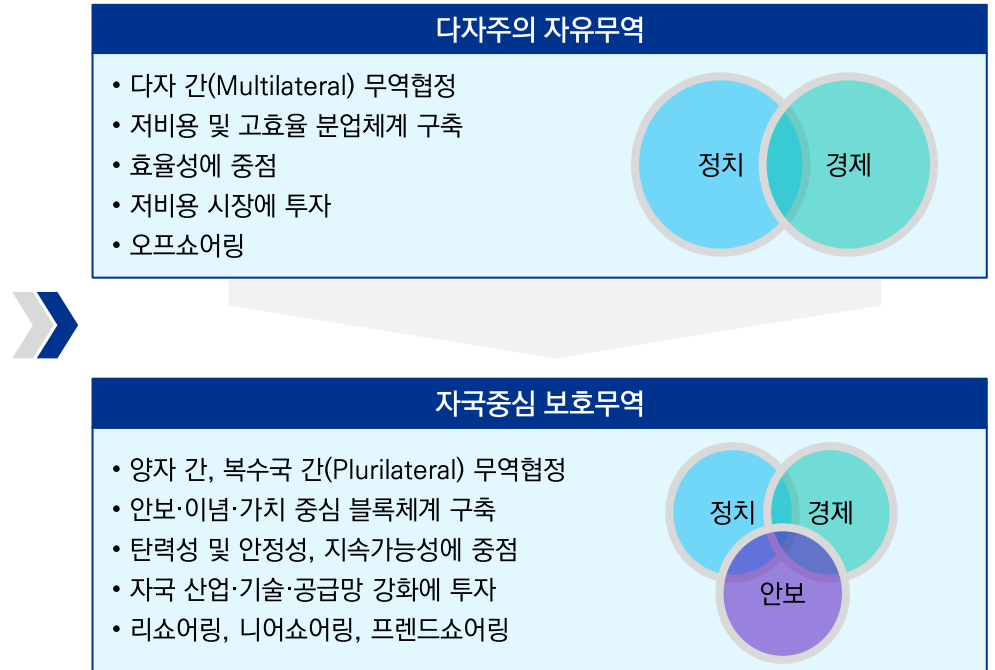 다자주의 자유무역
• 다자 간(Multilateral) 무역협정
• 저비용 및 고효율 분업체계 구축
• 효율성에 중점
• 저비용 시장에 투자
• 오프쇼어링
정치 경제
자국중심 보호무역
• 양자 간, 복수국 간(Plurilateral) 무역협정
• 안보·이념·가치 중심 블록체계 구축
• 탄력성 및 안정성, 지속가능성에 중점
• 자국 산업·기술·공급망 강화에 투자
• 리쇼어링, 니어쇼어링, 프렌드쇼어링
정치 경제
안보